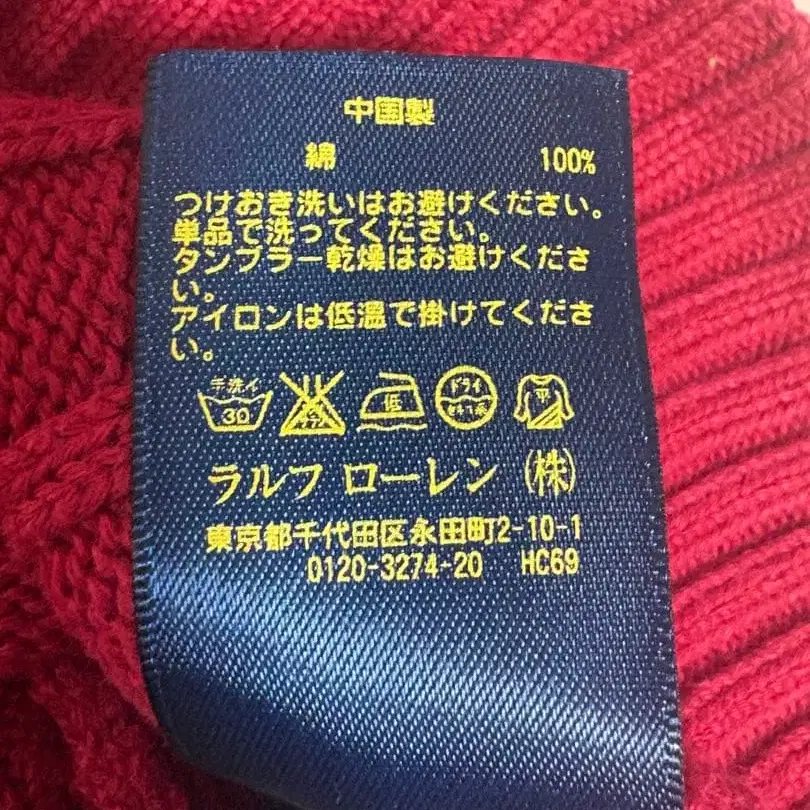 中国製
綿 100%
つけおき洗いはお避けください。
単品で洗ってください。
タンブラー乾燥はお避けくださ
い。
アイロンは低温で掛けてくださ
い。
手洗イ 30 低 ドライ 平
ラルフ ローレン (株)
東京都千代田区永田町2-10-1
0120-3274-20 HC69